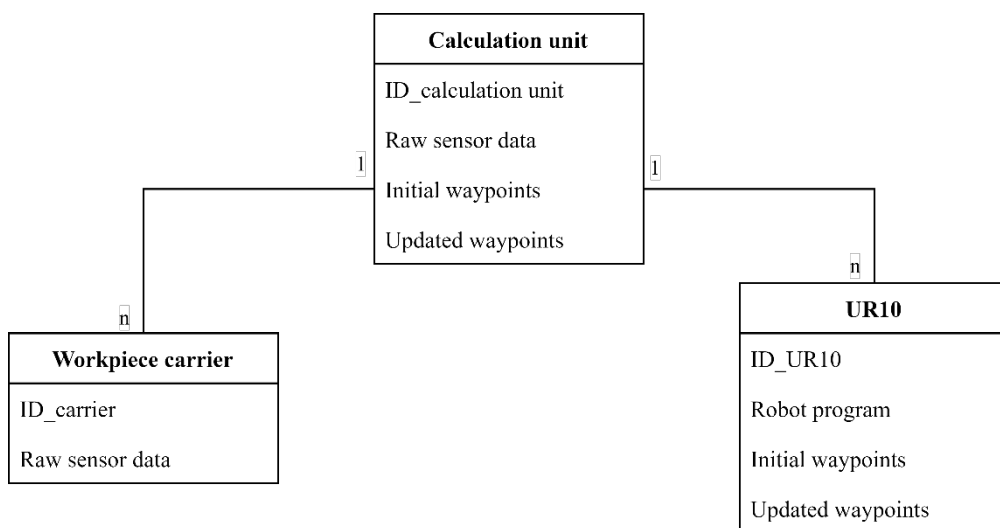 Calculation unit
ID_calculation unit
Raw sensor data
Initial waypoints
Updated waypoints
1
1
n
n
Workpiece carrier
ID_carrier
Raw sensor data
UR10
ID_UR10
Robot program
Initial waypoints
Updated waypoints